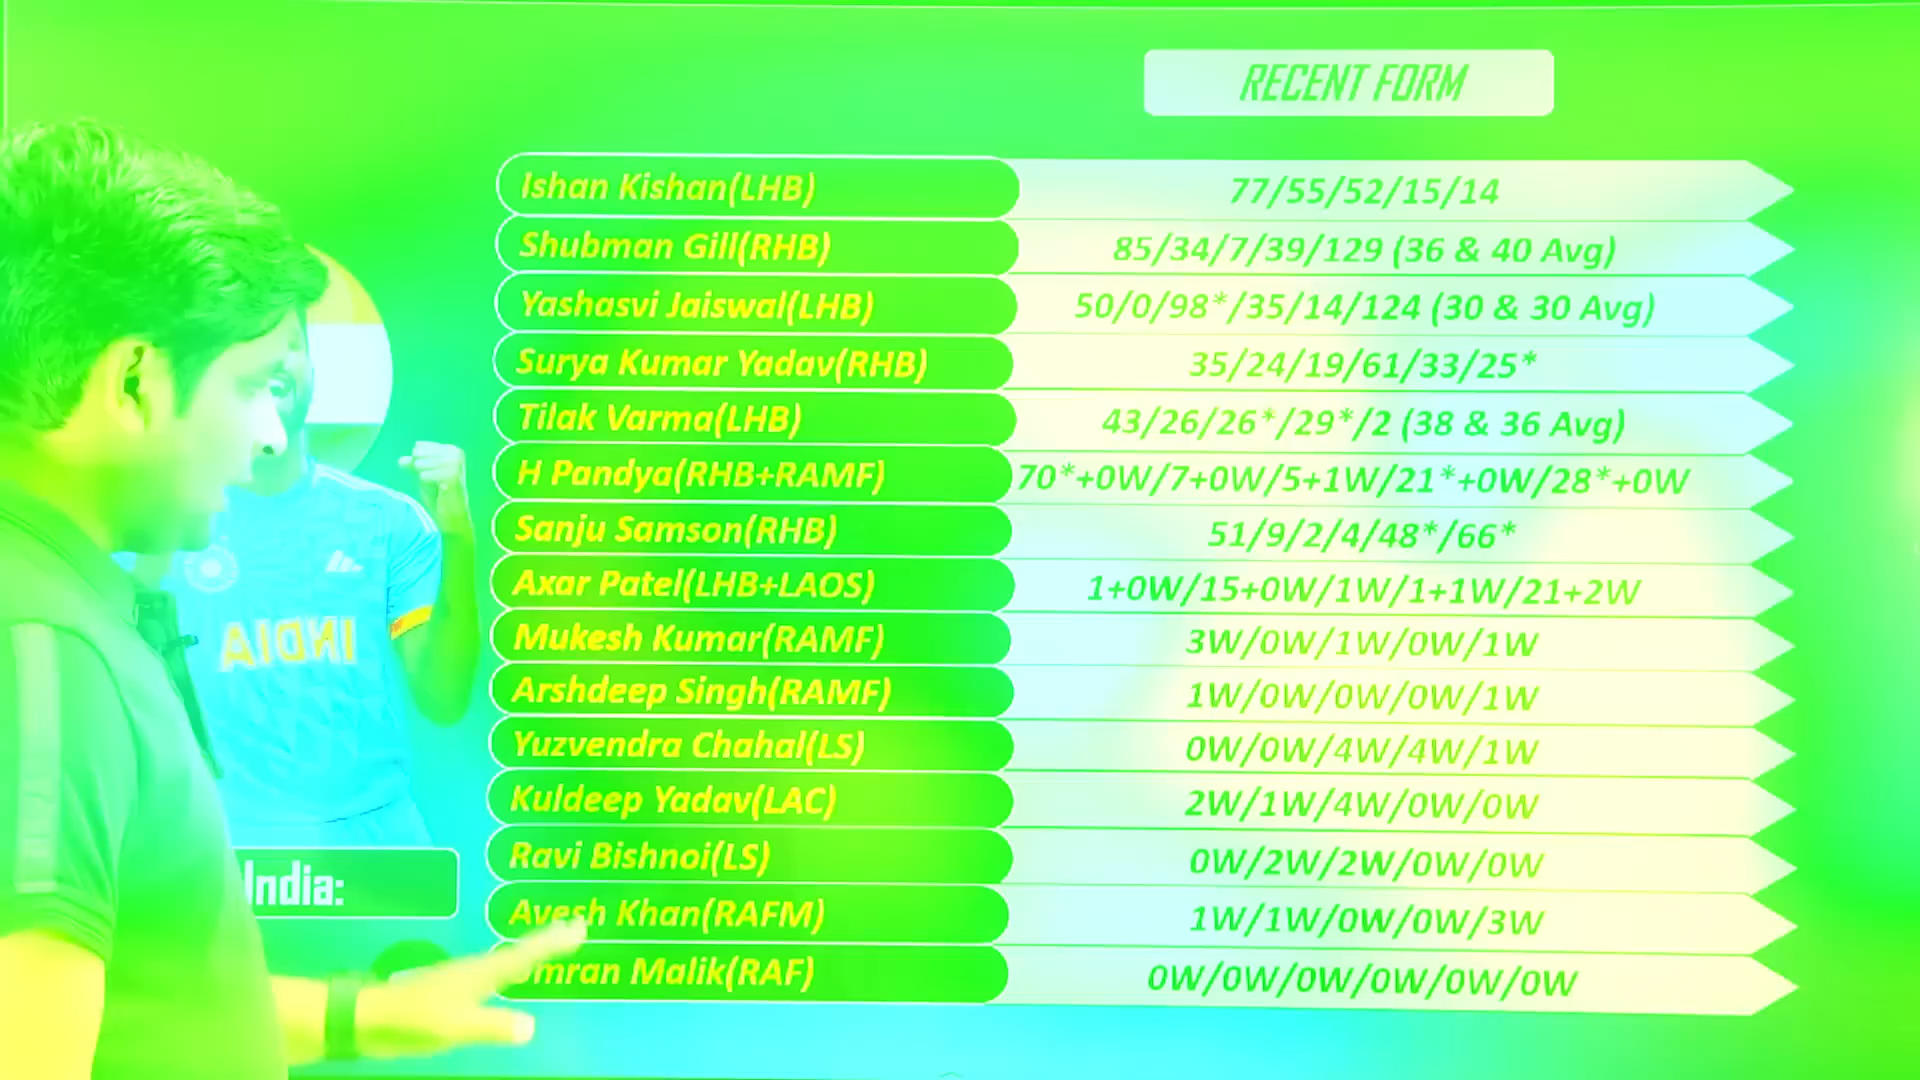 RECENT FORM
Ishan Kishan(LHB) 77/55/52/15/14
Shubman Gill(RHB) 85/34/7/39/129 (36 & 40 Avg)
Yashasvi Jaiswal(LHB) 50/0/98*/35/14/124 (30 & 30 Avg)
Surya Kumar Yadav(RHB) 35/24/19/61/33/25*
Tilak Varma(LHB) 43/26/26*/29*/2 (38 & 36 Avg)
H Pandya(RHB+RAMF) 70*+0W/7+0W/5+1W/21*+0W/28*+0W
Sanju Samson(RHB) 51/9/2/4/48*/66*
Axar Patel(LHB+LAOS) 1+0W/15+0W/1W/1+1W/21+2W
INDIA
Mukesh Kumar(RAMF) 3W/0W/1W/0W/1W
Arshdeep Singh(RAMF) 1W/0W/0W/0W/1W
Yuzvendra Chahal(LS) 0W/0W/4W/4W/1W
Kuldeep Yadav(LAC) 2W/1W/4W/0W/0W
Ravi Bishnoi(LS) 0W/2W/2W/0W/0W
India:
Avesh Khan(RAFM) 1W/1W/0W/0W/3W
Umran Malik(RAF) 0W/0W/0W/0W/0W/0W